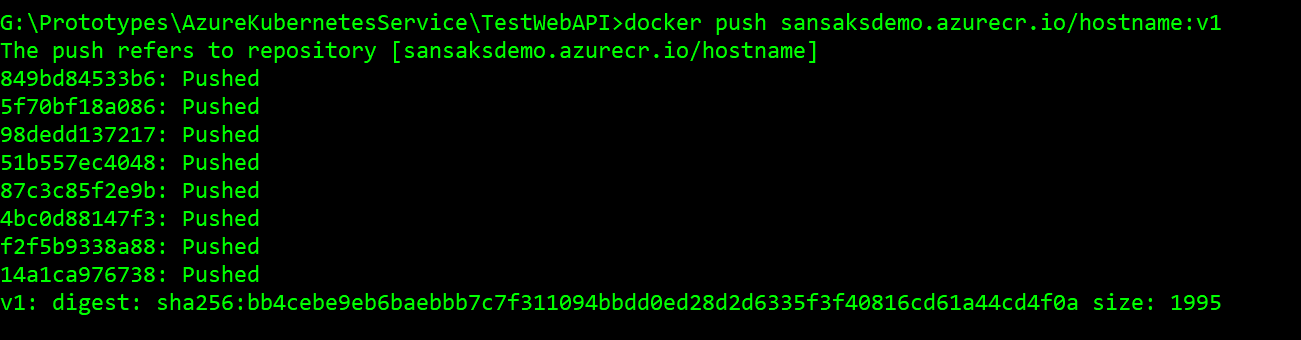 G:\Prototypes\AzureKubernetesService\TestWebAPI>docker push sansaksdemo.azurecr.io/hostname:v1
The push refers to repository [sansaksdemo.azurecr.io/hostname]
849bd84533b6: Pushed
5f70bf18a086: Pushed
98dedd137217: Pushed
51b557ec4048: Pushed
87c3c85f2e9b: Pushed
4bc0d88147f3: Pushed
f2f5b9338a88: Pushed
14a1ca976738: Pushed
v1: digest: sha256:bb4cebe9eb6baebbb7c7f311094bbdd0ed28d2d6335f3f40816cd61a44cd4f0a size: 1995